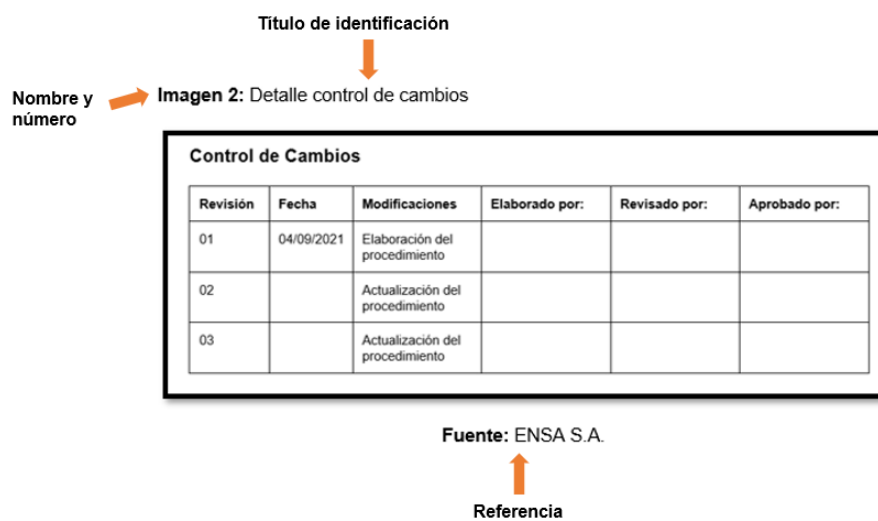 Título de identificación
Nombre y
número
Imagen 2: Detalle control de cambios
Control de Cambios
Revisión Fecha Modificaciones Elaborado por: Revisado por: Aprobado por:
01 04/09/2021 Elaboración del
procedimiento
02 Actualización del
procedimiento
03 Actualización del
procedimiento
Fuente: ENSA S.A.
Referencia